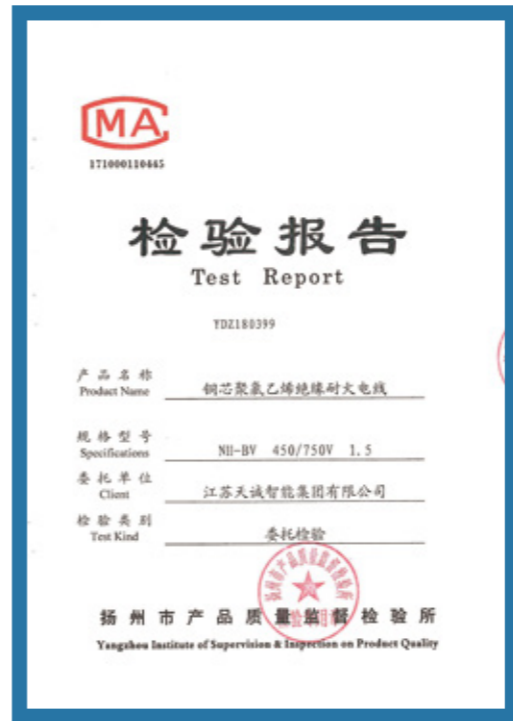 MA
171000110445
检验报告
Test Report
YDZ180399
产品名称
Product Name
铜芯聚氯乙烯绝缘耐火电线
规格型号
Specifications
NH-BV 450/750V 1.5
委托单位
Client
江苏天诚智能集团有限公司
检验类别
Test Kind
委托检验
扬州市产品质量监督检验所
Yangzhou Institute of Supervision & Inspection on Product Quality